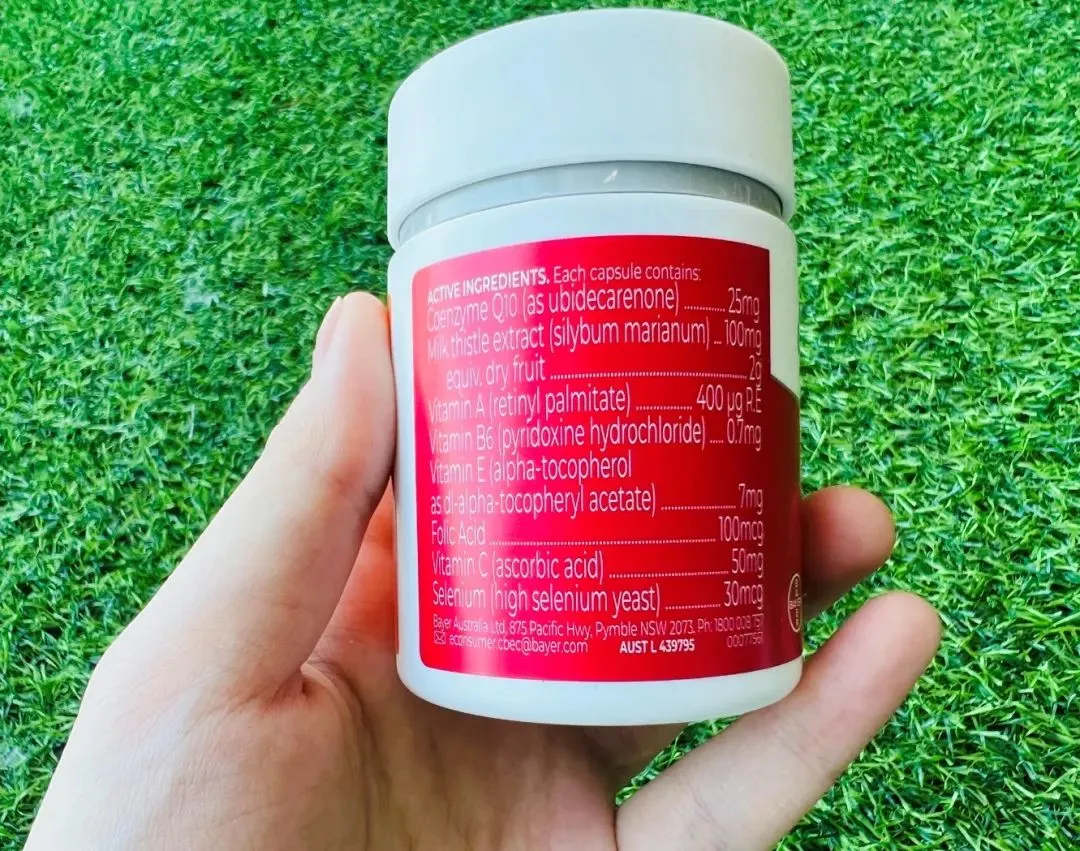 ACTIVE INGREDIENTS. Each capsule contains:
Coenzyme Q10 (as ubidecarenone) ............ 25mg
Milk thistle extract (silybum marianum) ... 100mg
equiv. dry fruit ........................................................ 2g
Vitamin A (retinyl palmitate) ................ 400 µg R.E
Vitamin B6 (pyridoxine hydrochloride) ..... 0.7mg
Vitamin E (alpha-tocopherol
as dl-alpha-tocopheryl acetate) ..................... 7mg
Folic Acid ................................................................ 100mcg
Vitamin C (ascorbic acid) .................................. 50mg
Selenium (high selenium yeast) ................ 30mcg
Bayer Australia Ltd, 875 Pacific Hwy, Pymble NSW 2073. Ph: 1800 008 757
econsumer.cbec@bayer.com AUST L 439795 00077561